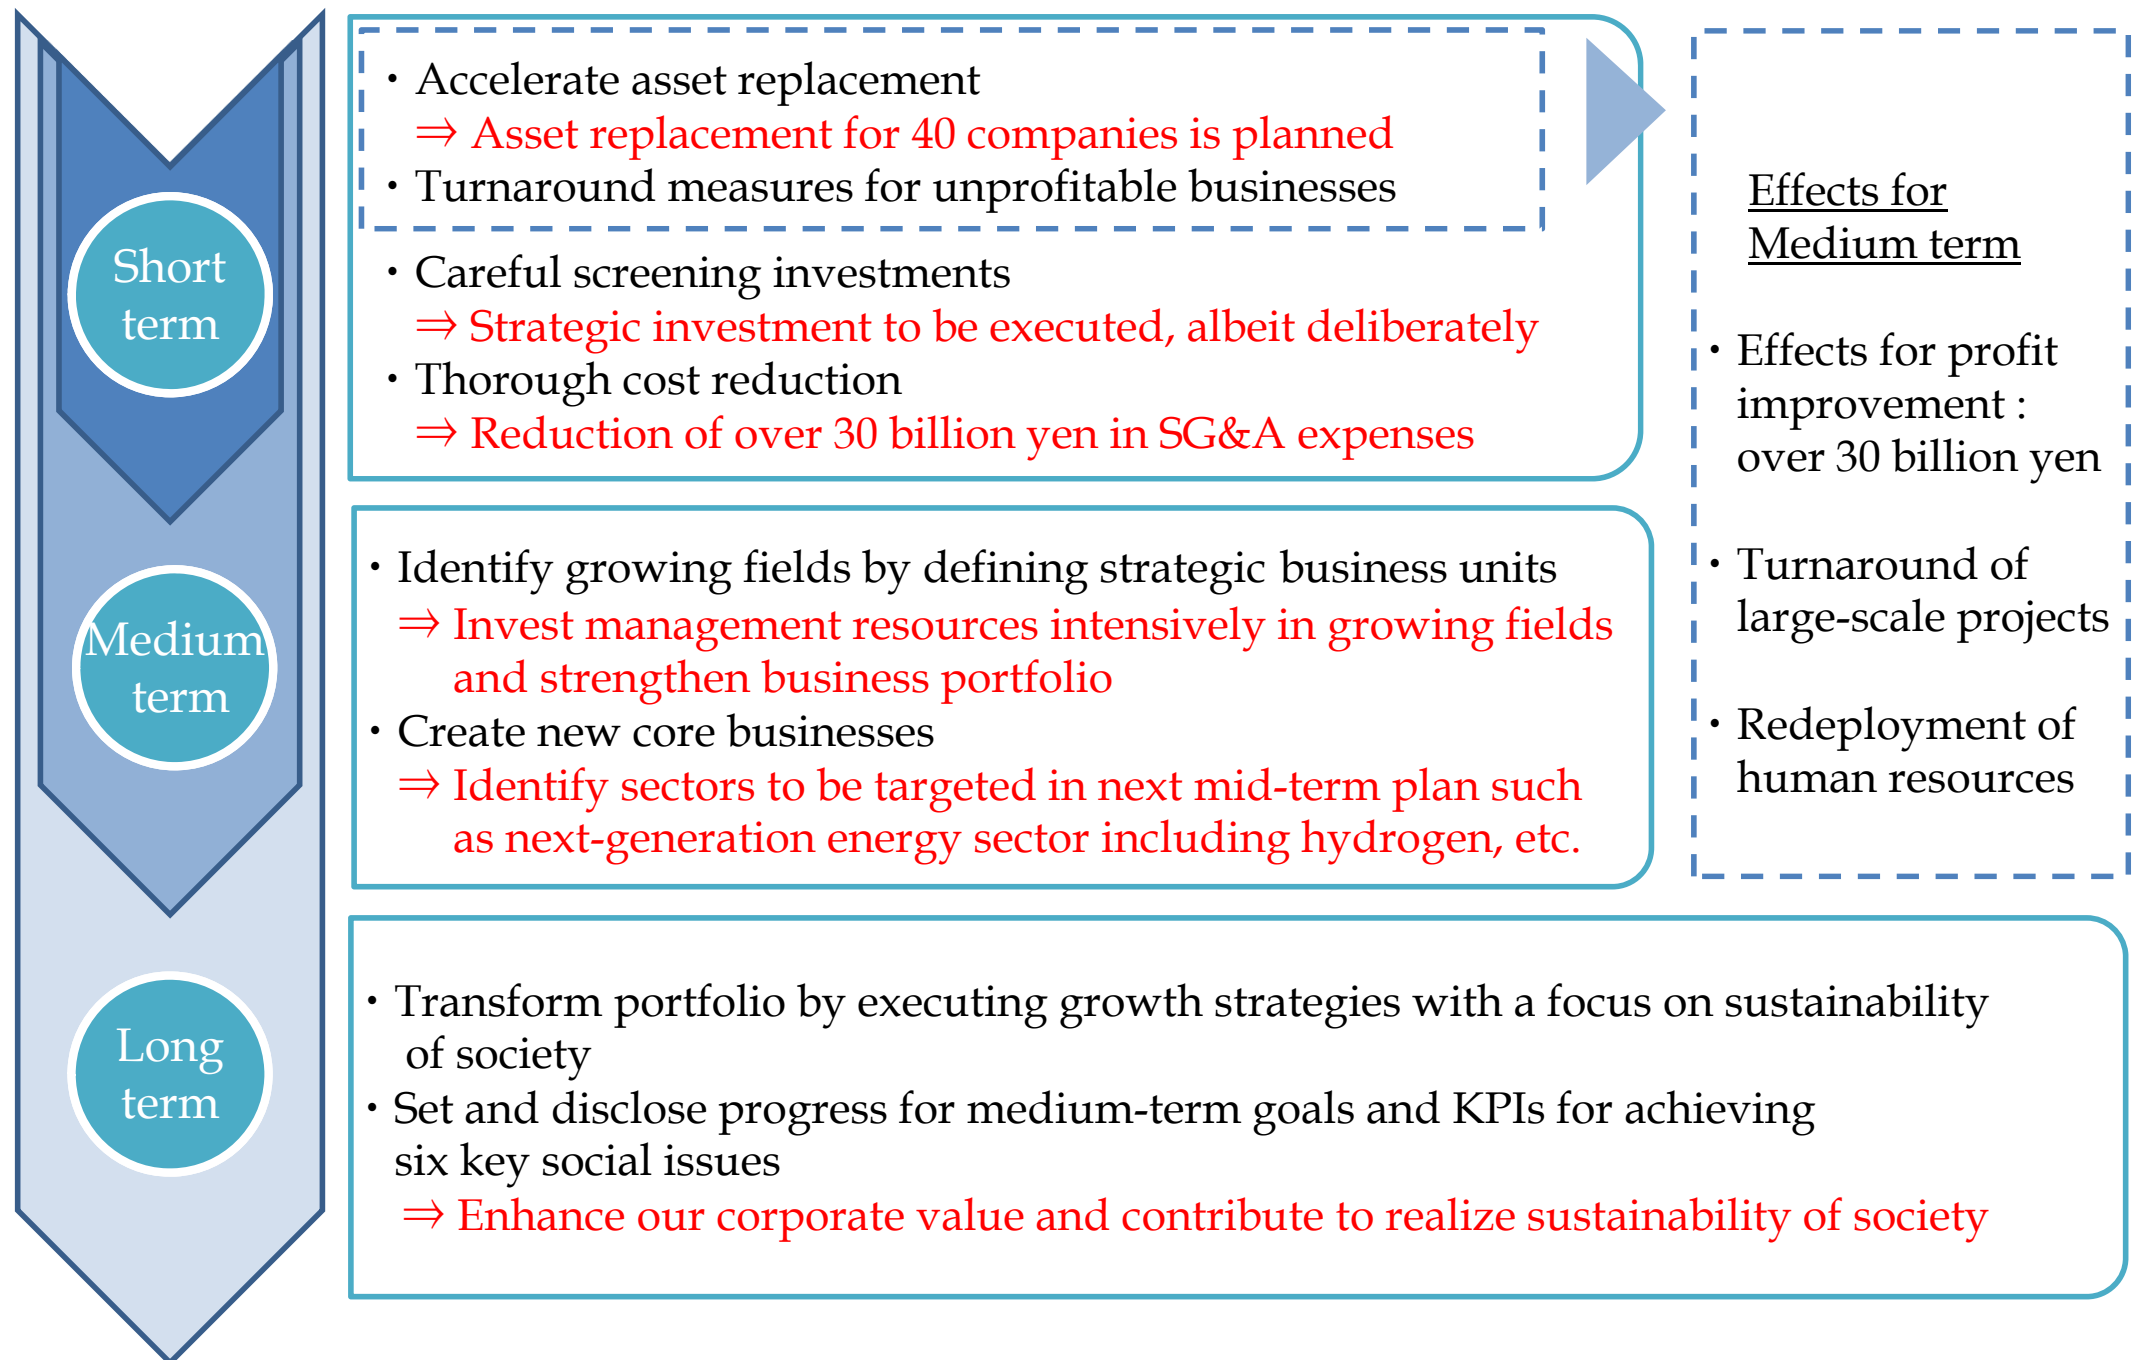 Short
term
・Accelerate asset replacement
⇒ Asset replacement for 40 companies is planned
・Turnaround measures for unprofitable businesses
・Careful screening investments
⇒ Strategic investment to be executed, albeit deliberately
・Thorough cost reduction
⇒ Reduction of over 30 billion yen in SG&A expenses
Effects for
Medium term
・Effects for profit
improvement :
over 30 billion yen
・Turnaround of
large-scale projects
・Redeployment of
human resources
Medium
term
・Identify growing fields by defining strategic business units
⇒ Invest management resources intensively in growing fields
and strengthen business portfolio
・Create new core businesses
⇒ Identify sectors to be targeted in next mid-term plan such
as next-generation energy sector including hydrogen, etc.
Long
term
・Transform portfolio by executing growth strategies with a focus on sustainability
of society
・Set and disclose progress for medium-term goals and KPIs for achieving
six key social issues
⇒ Enhance our corporate value and contribute to realize sustainability of society